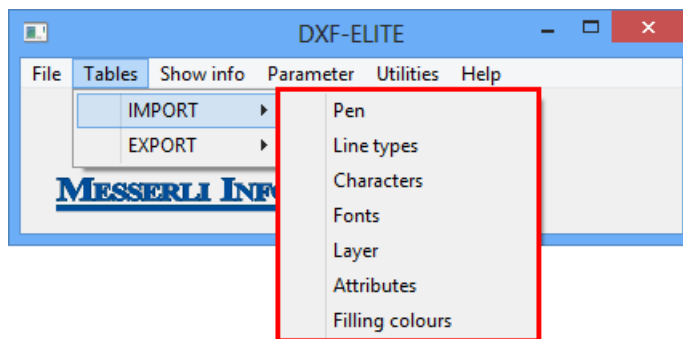 DXF-ELITE
File Tables Show info Parameter Utilities Help
IMPORT
EXPORT
Pen
Line types
Characters
Fonts
Layer
Attributes
Filling colours
MESSERLI